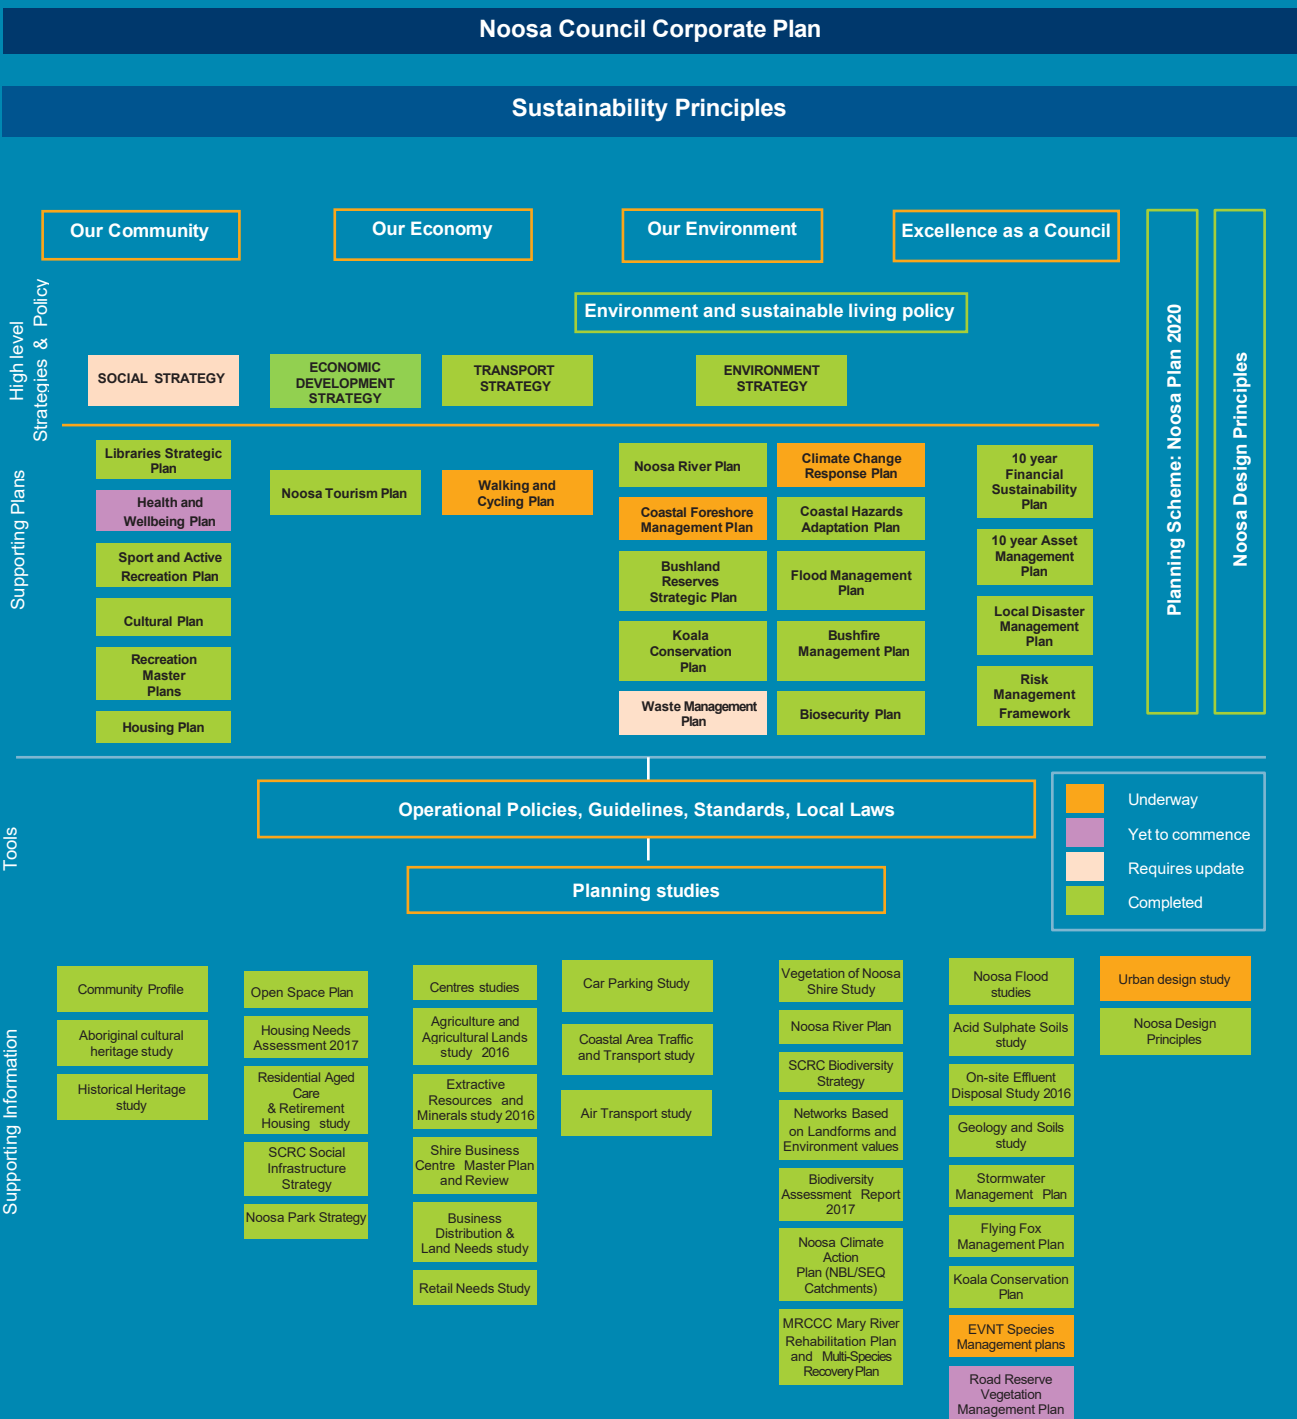 Noosa Council Corporate Plan
Sustainability Principles
Our Community
Our Economy
Our Environment
Excellence as a Council
High level
Strategies & Policy
Environment and sustainable living policy
SOCIAL STRATEGY
ECONOMIC
DEVELOPMENT
STRATEGY
TRANSPORT
STRATEGY
ENVIRONMENT
STRATEGY
Planning Scheme: Noosa Plan 2020
Noosa Design Principles
Supporting Plans
Libraries Strategic
Plan
Health and
Wellbeing Plan
Sport and Active
Recreation Plan
Cultural Plan
Recreation
Master
Plans
Housing Plan
Noosa Tourism Plan
Walking and
Cycling Plan
Noosa River Plan
Coastal Foreshore
Management Plan
Bushland
Reserves
Strategic Plan
Koala
Conservation
Plan
Waste Management
Plan
Climate Change
Response Plan
Coastal Hazards
Adaptation Plan
Flood Management
Plan
Bushfire
Management Plan
Biosecurity Plan
10 year
Financial
Sustainability
Plan
10 year Asset
Management
Plan
Local Disaster
Management
Plan
Risk
Management
Framework
Tools
Operational Policies, Guidelines, Standards, Local Laws
Planning studies
Underway
Yet to commence
Requires update
Completed
Supporting Information
Community Profile
Aboriginal cultural
heritage study
Historical Heritage
study
Open Space Plan
Housing Needs
Assessment 2017
Residential Aged
Care
& Retirement
Housing study
SCRC Social
Infrastructure
Strategy
Noosa Park Strategy
Centres studies
Agriculture and
Agricultural Lands
study 2016
Extractive
Resources and
Minerals study 2016
Shire Business
Centre Master Plan
and Review
Business
Distribution &
Land Needs study
Retail Needs Study
Car Parking Study
Coastal Area Traffic
and Transport study
Air Transport study
Vegetation of Noosa
Shire Study
Noosa River Plan
SCRC Biodiversity
Strategy
Networks Based
on Landforms and
Environment values
Biodiversity
Assessment Report
2017
Noosa Climate
Action
Plan (NBL/SEQ
Catchments)
MRCCC Mary River
Rehabilitation Plan
and Multi-Species
Recovery Plan
Noosa Flood
studies
Acid Sulphate Soils
study
On-site Effluent
Disposal Study 2016
Geology and Soils
study
Stormwater
Management Plan
Flying Fox
Management Plan
Koala Conservation
Plan
EVNT Species
Management plans
Road Reserve
Vegetation
Management Plan
Urban design study
Noosa Design
Principles